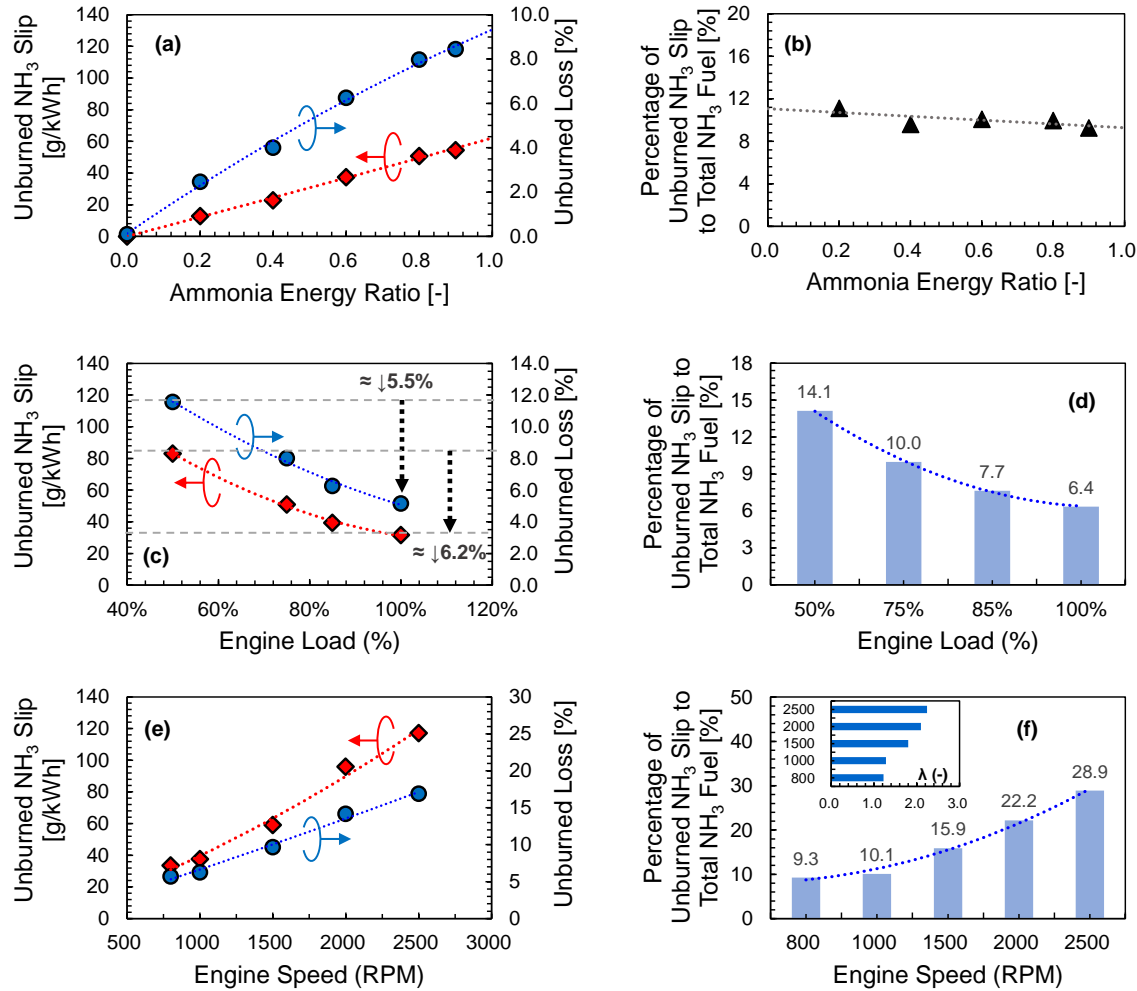 (a)
Unburned NH3 Slip
[g/kWh]
140
120
100
80
60
40
20
0
10.0
8.0
6.0
4.0
2.0
0.0
Unburned Loss [%]
0.0 0.2 0.4 0.6 0.8 1.0
Ammonia Energy Ratio [-]
(b)
Percentage of
Unburned NH3 Slip
to Total NH3 Fuel [%]
20
16
12
8
4
0
0.0 0.2 0.4 0.6 0.8 1.0
Ammonia Energy Ratio [-]
(c)
Unburned NH3 Slip
[g/kWh]
140
120
100
80
60
40
20
0
≈ ↓5.5%
≈ ↓6.2%
14.0
12.0
10.0
8.0
6.0
4.0
2.0
0.0
Unburned Loss [%]
40% 60% 80% 100% 120%
Engine Load (%)
(d)
Percentage of
Unburned NH3 Slip to
Total NH3 Fuel [%]
18
15
12
9
6
3
0
14.1
10.0
7.7
6.4
50% 75% 85% 100%
Engine Load (%)
(e)
Unburned NH3 Slip
[g/kWh]
140
120
100
80
60
40
20
0
30
25
20
15
10
5
0
Unburned Loss [%]
500 1000 1500 2000 2500 3000
Engine Speed (RPM)
(f)
Percentage of
Unburned NH3 Slip to
Total NH3 Fuel [%]
50
40
30
20
10
0
2500
2000
1500
1000
800
λ (-)
0.0 1.0 2.0 3.0
9.3
10.1
15.9
22.2
28.9
800 1000 1500 2000 2500
Engine Speed (RPM)